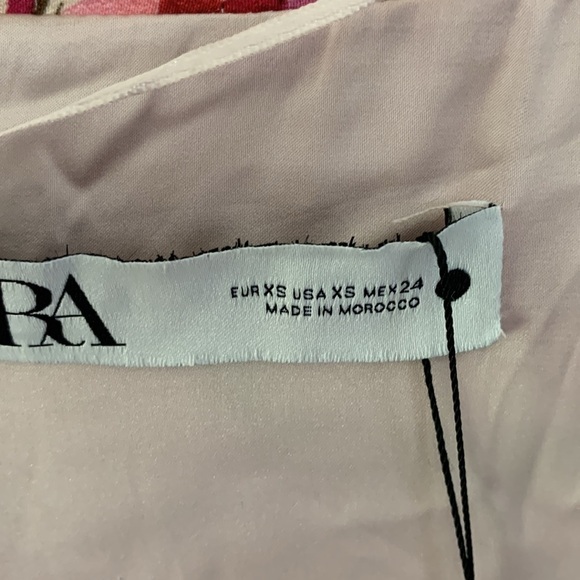 RA
EUR XS USA XS MEX 24
MADE IN MOROCCO